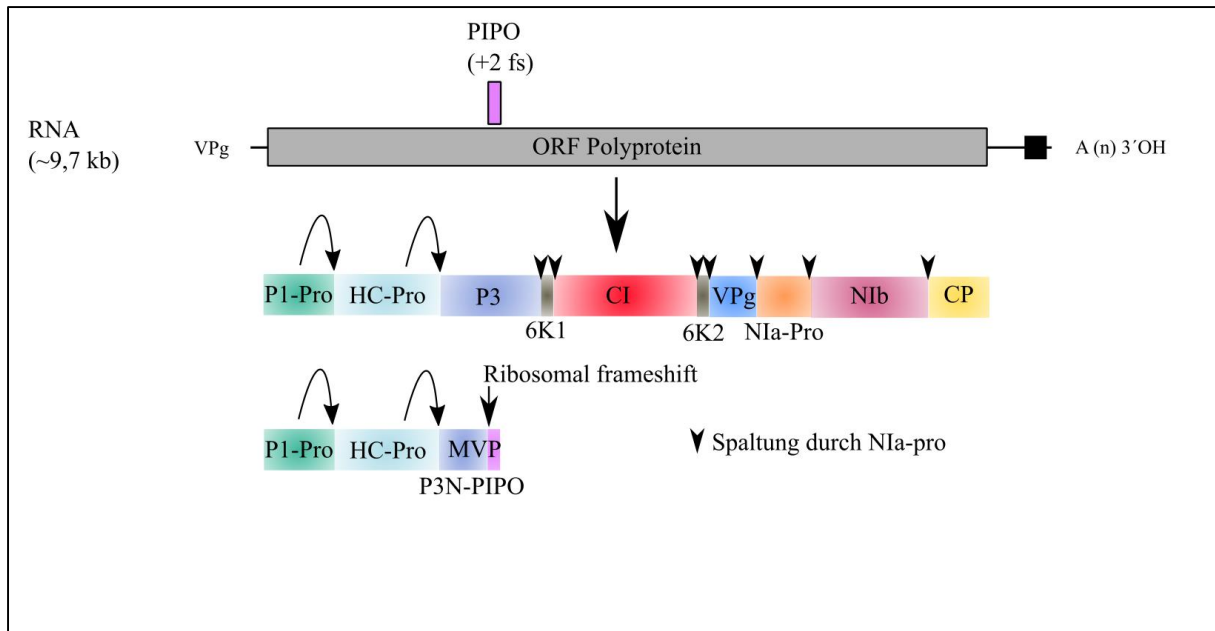 PIPO
(+2 fs)
RNA
(~9,7 kb)
VPg
ORF Polyprotein
A (n) 3´OH
P1-Pro
HC-Pro
P3
CI
VPg
NIb
CP
6K1
6K2
NIa-Pro
Ribosomal frameshift
P1-Pro
HC-Pro
MVP
Spaltung durch NIa-pro
P3N-PIPO